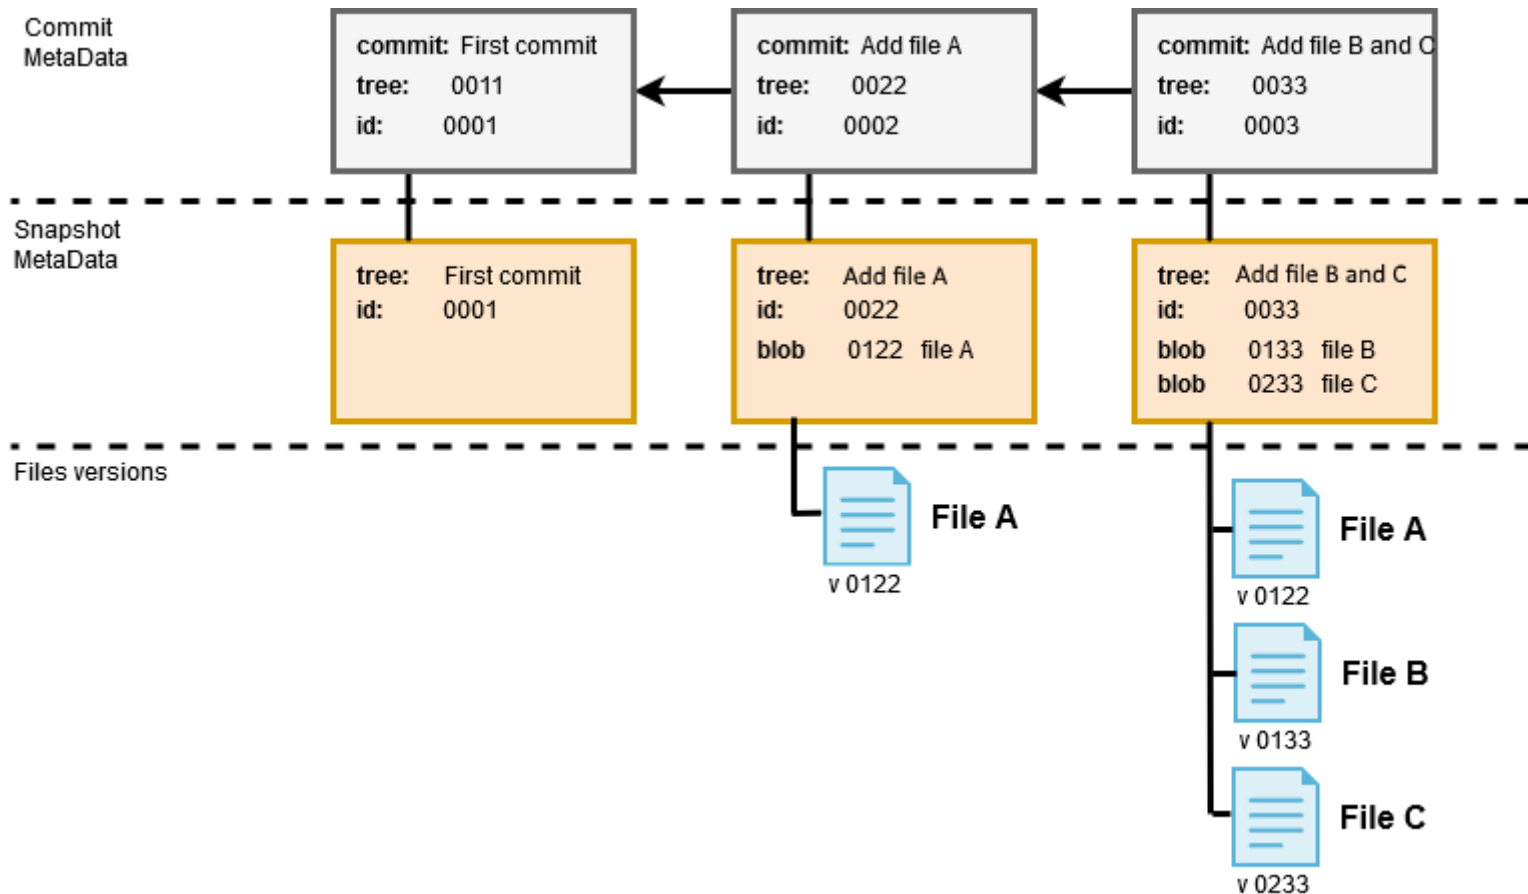 Commit
MetaData
commit: First commit
tree: 0011
id: 0001
commit: Add file A
tree: 0022
id: 0002
commit: Add file B and C
tree: 0033
id: 0003
Snapshot
MetaData
tree: First commit
id: 0001
tree: Add file A
id: 0022
blob 0122 file A
tree: Add file B and C
id: 0033
blob 0133 file B
blob 0233 file C
Files versions
File A
v 0122
File A
v 0122
File B
v 0133
File C
v 0233